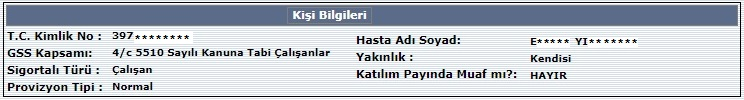 Kişi Bilgileri
T.C. Kimlik No : 397********
Hasta Adı Soyad: E***** YI*******
GSS Kapsamı: 4/c 5510 Sayılı Kanuna Tabi Çalışanlar
Yakınlık : Kendisi
Sigortalı Türü : Çalışan
Katılım Payında Muaf mı?: HAYIR
Provizyon Tipi : Normal